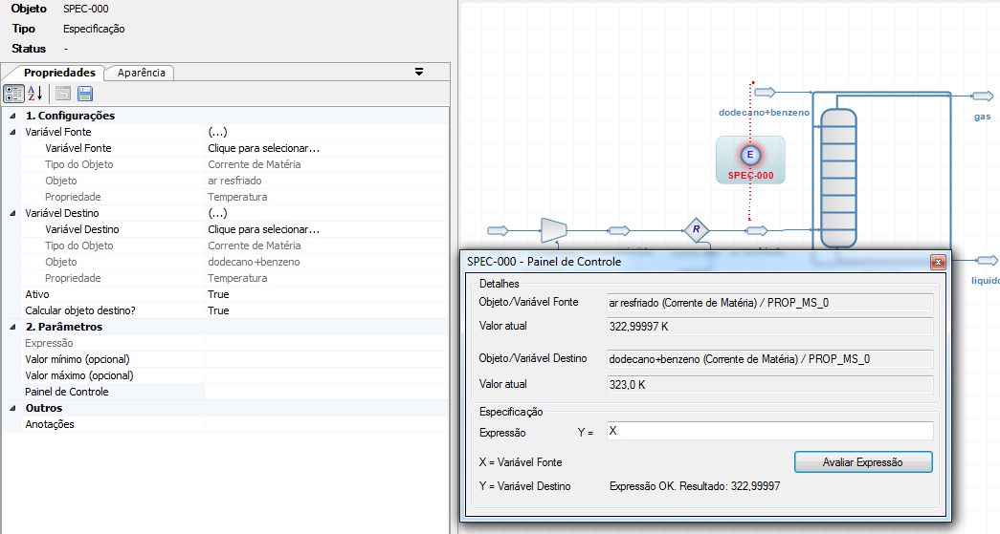 Objeto SPEC-000
Tipo Especificação
Status -
Propriedades Aparência
A Z
1. Configurações
Variável Fonte (...)
Variável Fonte Clique para selecionar...
Tipo do Objeto Corrente de Matéria
Objeto ar resfriado
Propriedade Temperatura
Variável Destino (...)
Variável Destino Clique para selecionar...
Tipo do Objeto Corrente de Matéria
Objeto dodecano+benzeno
Propriedade Temperatura
Ativo True
Calcular objeto destino? True
2. Parâmetros
Expressão
Valor mínimo (opcional)
Valor máximo (opcional)
Painel de Controle
Outros
Anotações
dodecano+benzeno
gas
E
SPEC-000
R
liquido
SPEC-000 - Painel de Controle
x
Detalhes
Objeto/Variável Fonte ar resfriado (Corrente de Matéria) / PROP_MS_0
Valor atual 322,99997 K
Objeto/Variável Destino dodecano+benzeno (Corrente de Matéria) / PROP_MS_0
Valor atual 323,0 K
Especificação
Expressão Y = X
X = Variável Fonte Avaliar Expressão
Y = Variável Destino Expressão OK. Resultado: 322,99997